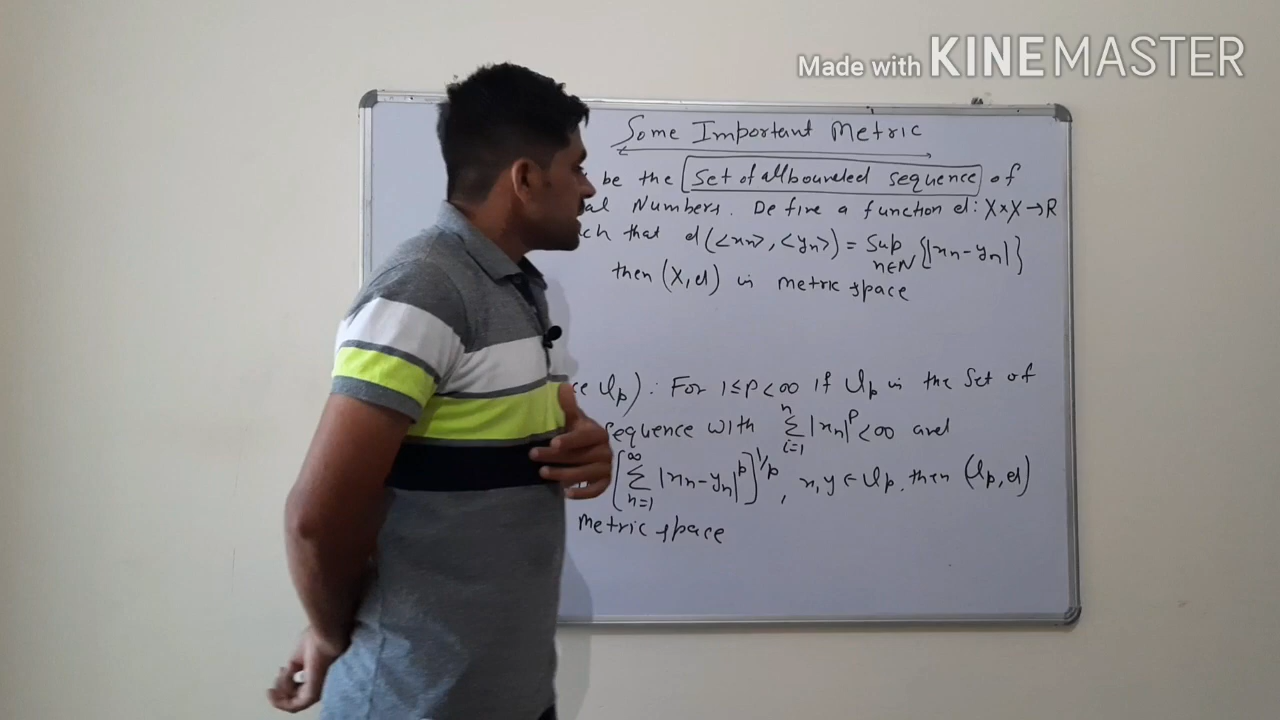 Made with KINEMASTER
Some Important Metric
be the set of all bounded sequence of
Numbers. Define a function d: X×X→R
that d(<xn>, <yn>) = Sup n∈N {|xn - yn|}
then (X, d) is metric space
lp): For 1≤p<∞ if lp is the set of
sequence with ∑ i=1 n |xn|^p < ∞ and
[∑ n=1 ∞ |xn - yn|^p]^1/p, x, y ∈ lp, then (lp, d)
metric space